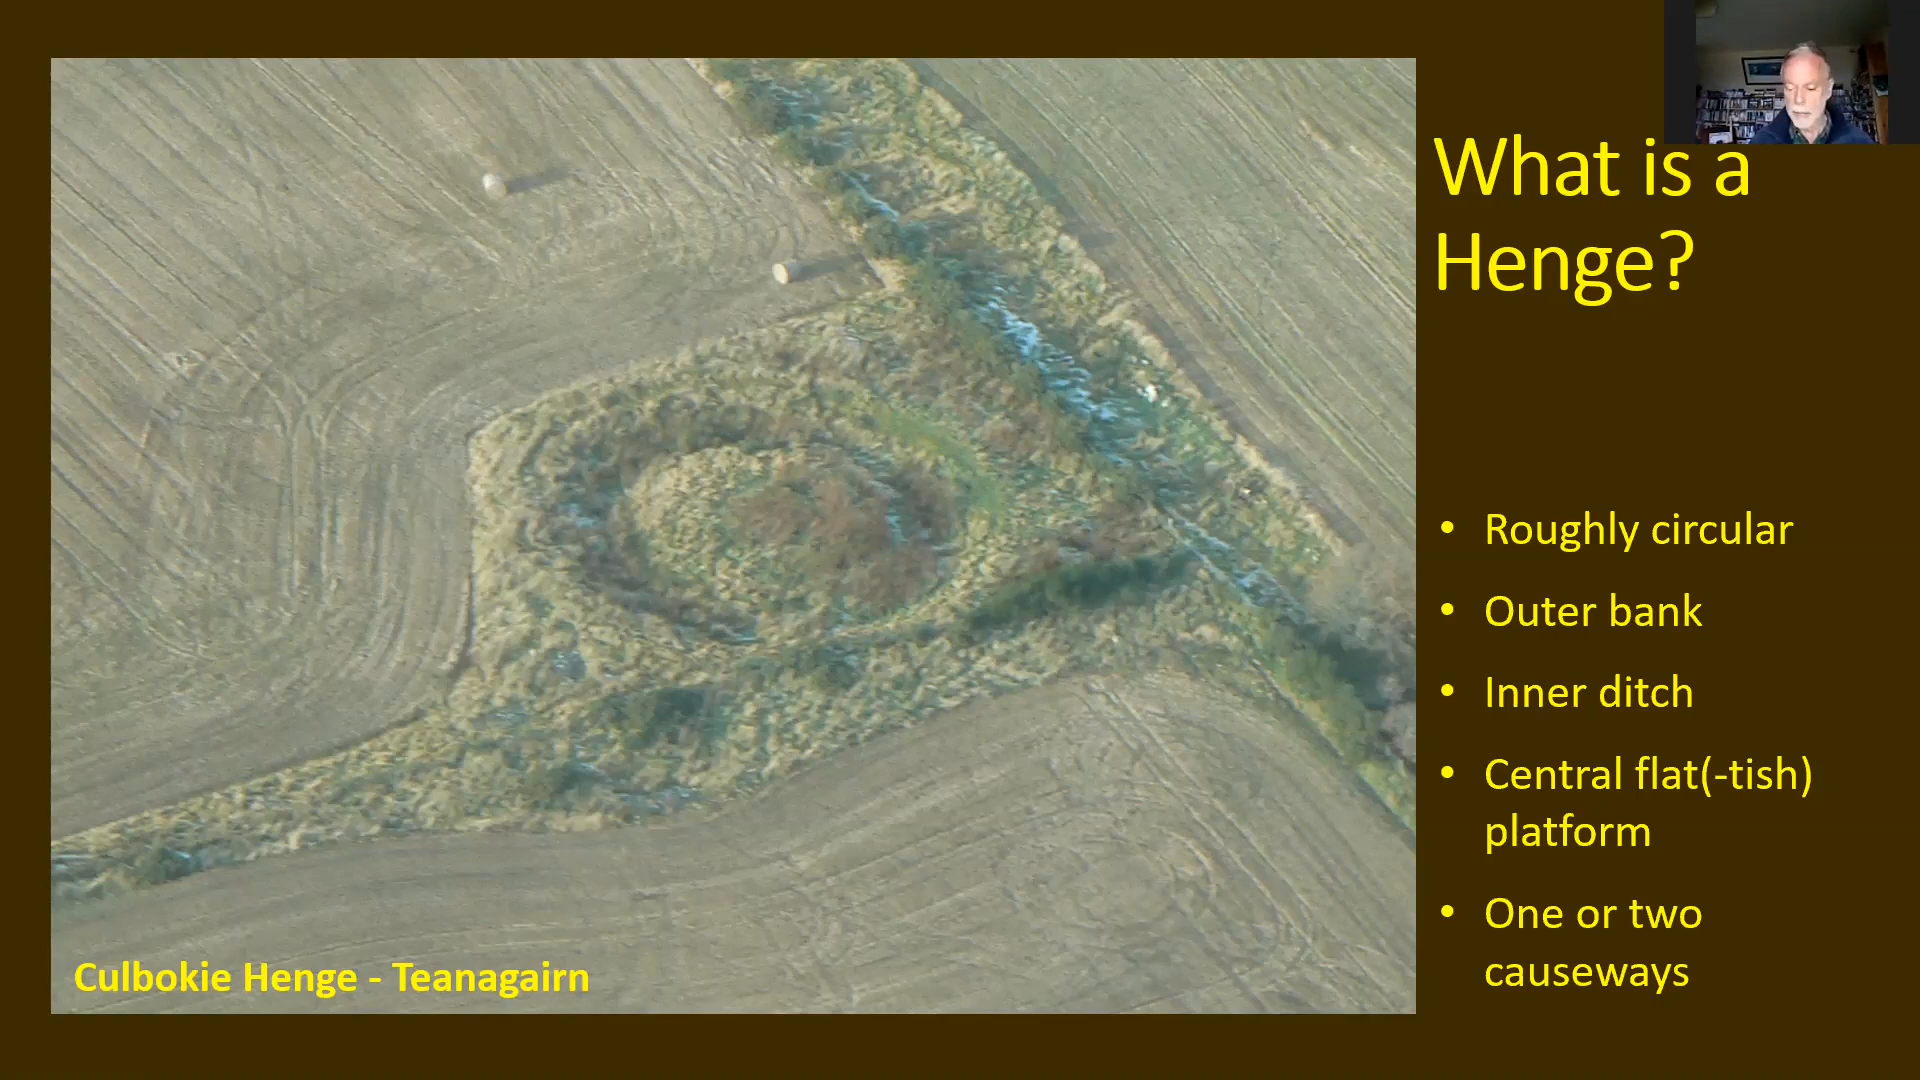 What is a
Henge?
• Roughly circular
• Outer bank
• Inner ditch
• Central flat(-tish)
platform
• One or two
causeways
Culbokie Henge - Teanagairn